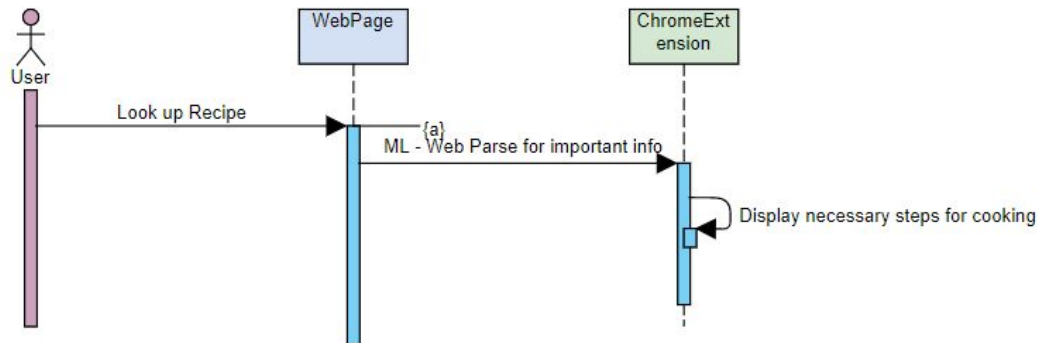 WebPage
ChromeExt
ension
User
Look up Recipe
{a}
ML - Web Parse for important info
Display necessary steps for cooking